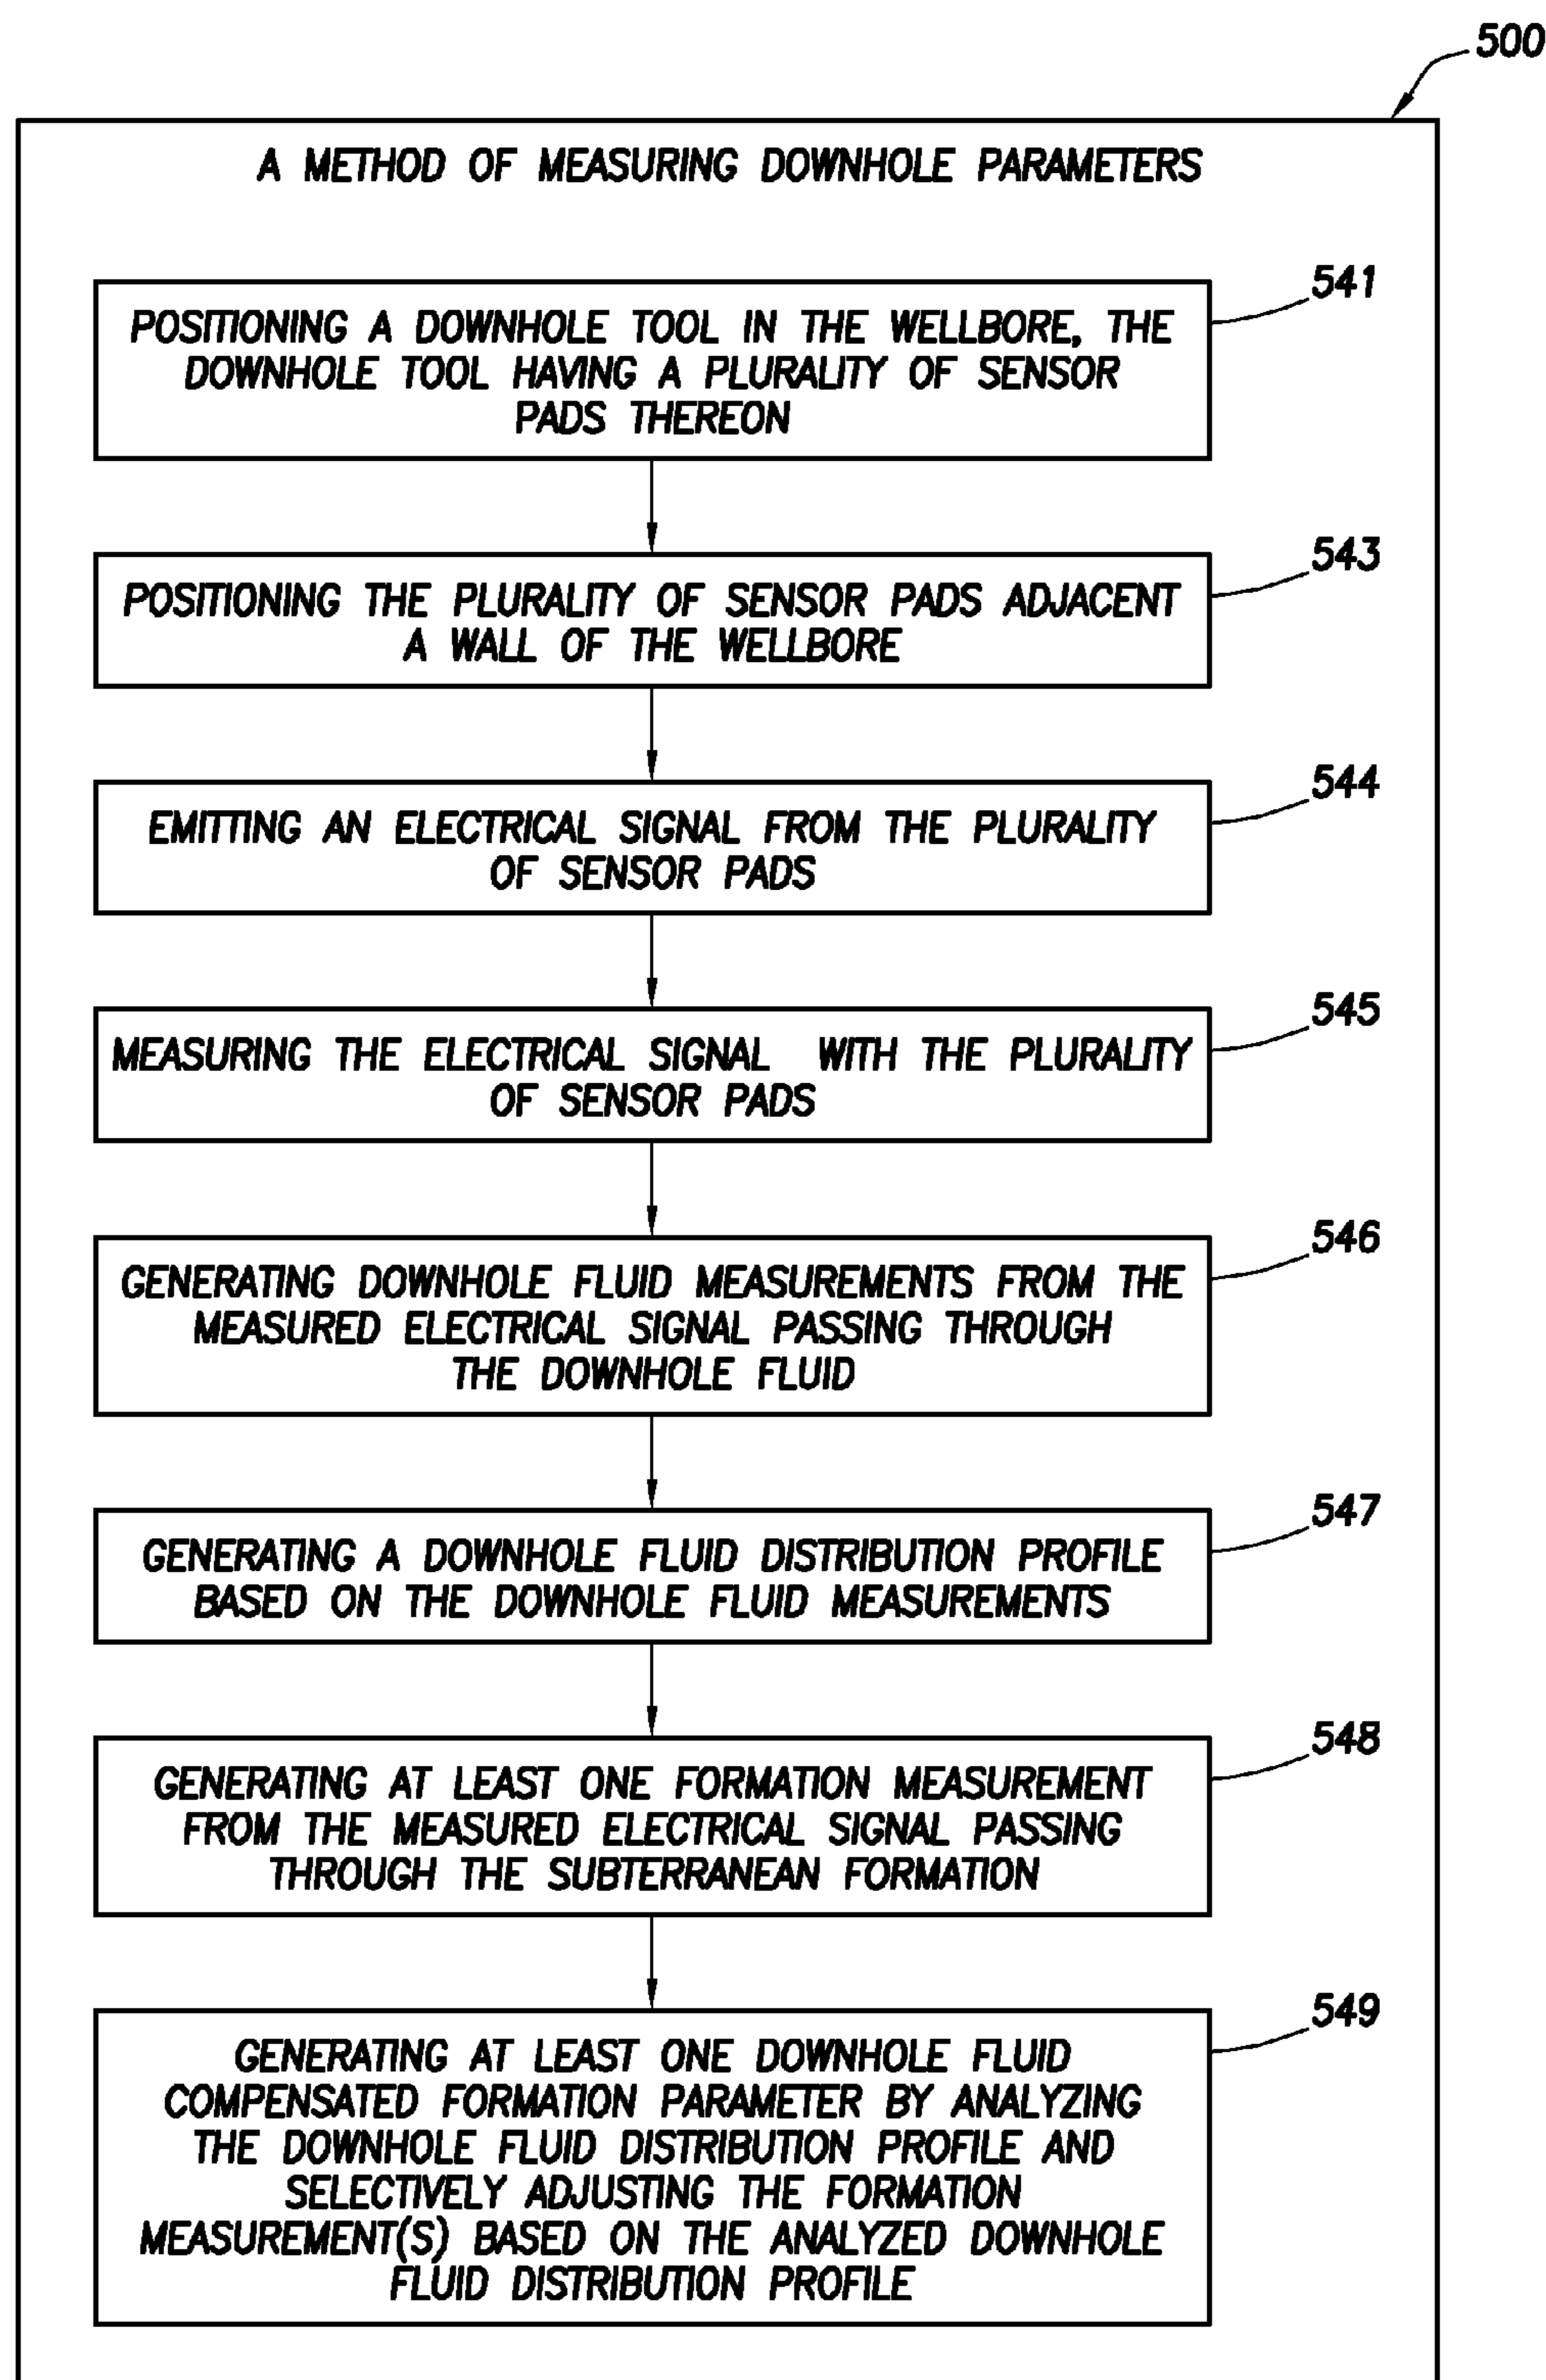 500
A METHOD OF MEASURING DOWNHOLE PARAMETERS
541
POSITIONING A DOWNHOLE TOOL IN THE WELLBORE, THE
DOWNHOLE TOOL HAVING A PLURALITY OF SENSOR
PADS THEREON
543
POSITIONING THE PLURALITY OF SENSOR PADS ADJACENT
A WALL OF THE WELLBORE
544
EMITTING AN ELECTRICAL SIGNAL FROM THE PLURALITY
OF SENSOR PADS
545
MEASURING THE ELECTRICAL SIGNAL WITH THE PLURALITY
OF SENSOR PADS
546
GENERATING DOWNHOLE FLUID MEASUREMENTS FROM THE
MEASURED ELECTRICAL SIGNAL PASSING THROUGH
THE DOWNHOLE FLUID
547
GENERATING A DOWNHOLE FLUID DISTRIBUTION PROFILE
BASED ON THE DOWNHOLE FLUID MEASUREMENTS
548
GENERATING AT LEAST ONE FORMATION MEASUREMENT
FROM THE MEASURED ELECTRICAL SIGNAL PASSING
THROUGH THE SUBTERRANEAN FORMATION
549
GENERATING AT LEAST ONE DOWNHOLE FLUID
COMPENSATED FORMATION PARAMETER BY ANALYZING
THE DOWNHOLE FLUID DISTRIBUTION PROFILE AND
SELECTIVELY ADJUSTING THE FORMATION
MEASUREMENT(S) BASED ON THE ANALYZED DOWNHOLE
FLUID DISTRIBUTION PROFILE